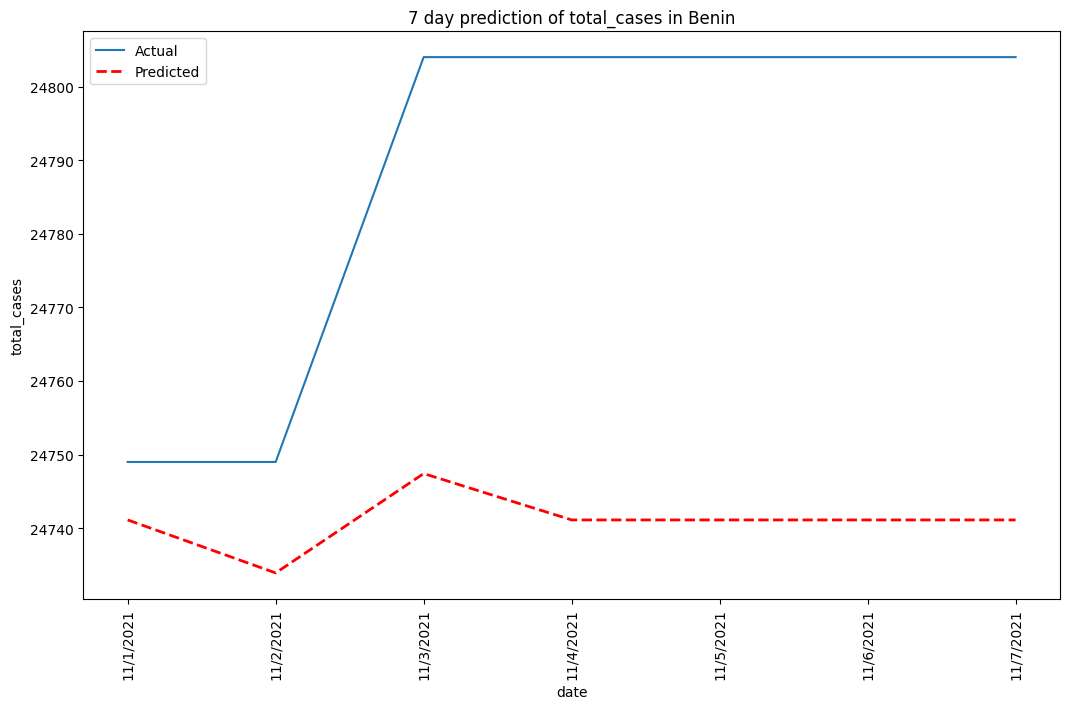 7 day prediction of total_cases in Benin
Actual
Predicted
24800
24790
24780
24770
24760
24750
24740
total_cases
11/1/2021
11/2/2021
11/3/2021
11/4/2021
11/5/2021
11/6/2021
11/7/2021
date